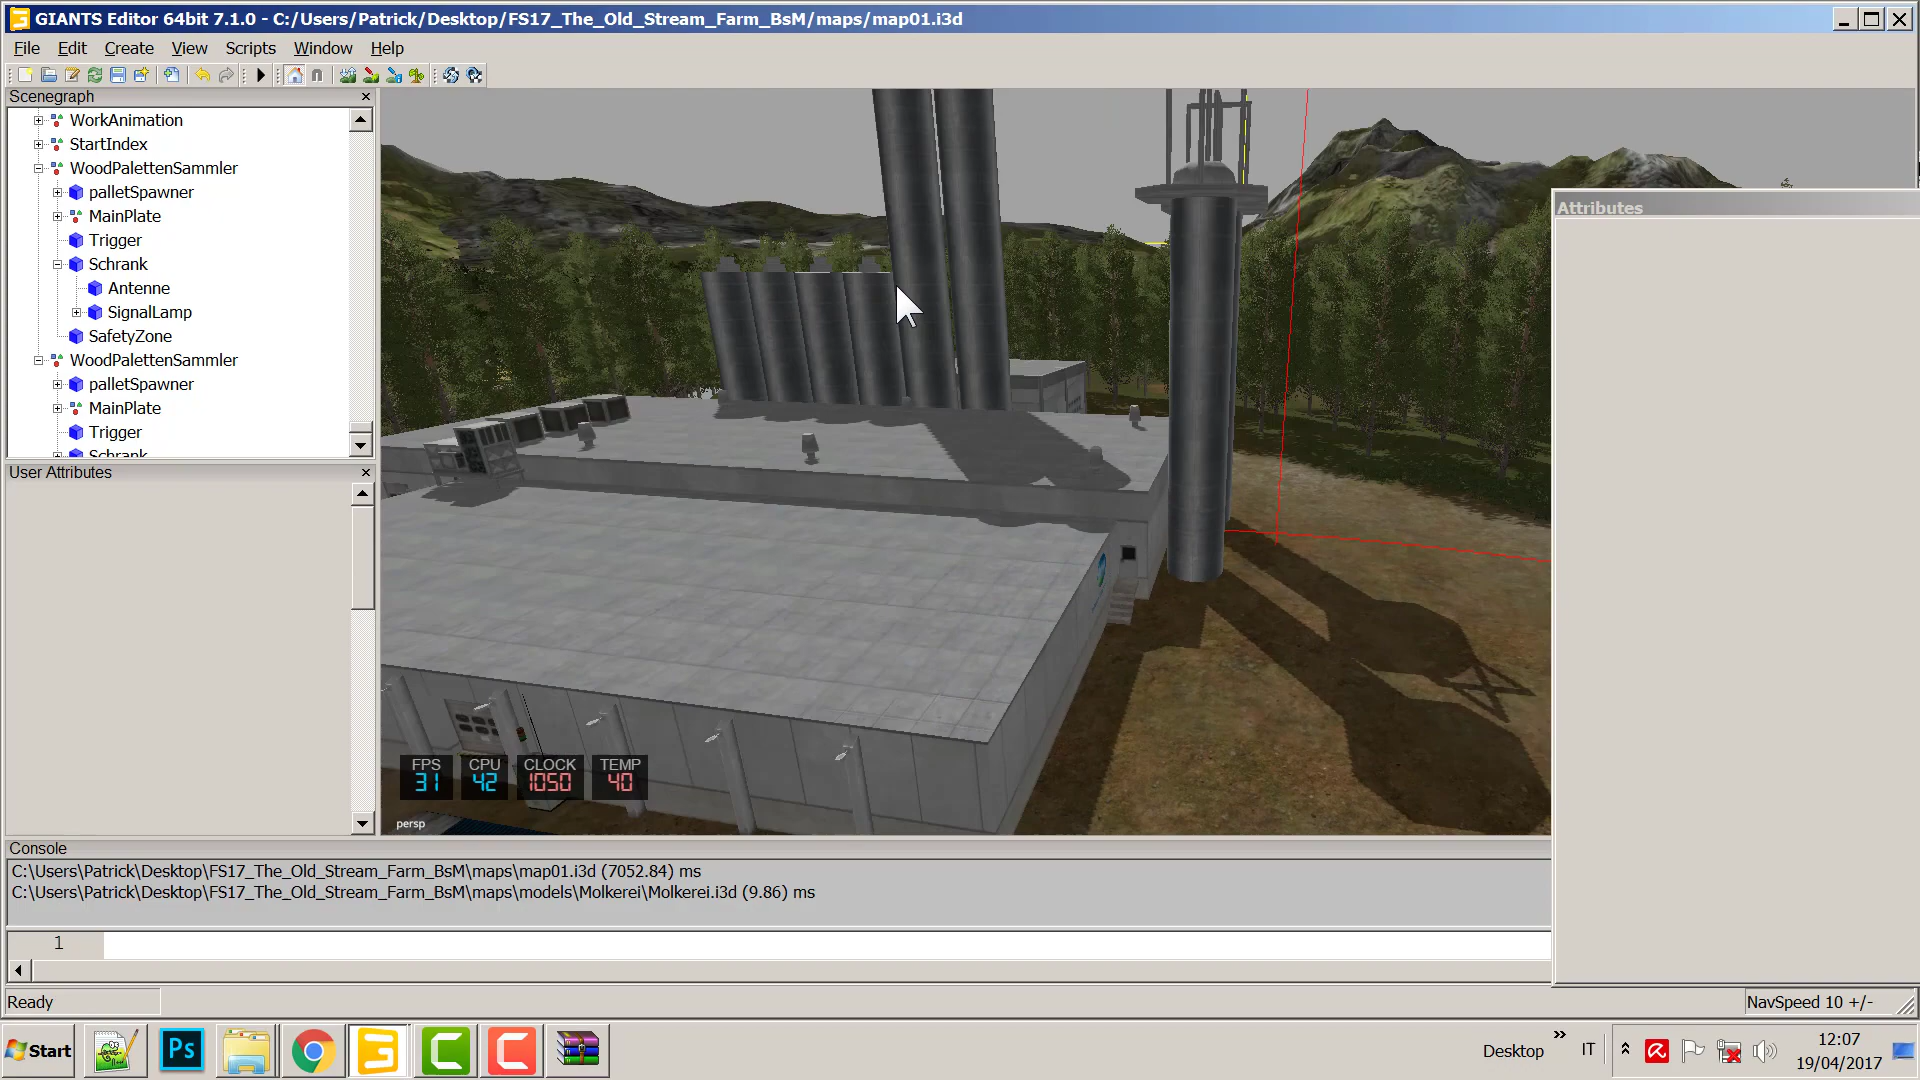 GIANTS Editor 64bit 7.1.0 - C:/Users/Patrick/Desktop/FS17_The_Old_Stream_Farm_BsM/maps/map01.i3d
File Edit Create View Scripts Window Help
Scenegraph
WorkAnimation
StartIndex
WoodPalettenSammler
palletSpawner
MainPlate
Trigger
Schrank
Antenne
SignalLamp
SafetyZone
WoodPalettenSammler
palletSpawner
MainPlate
Trigger
Schrank
User Attributes
Attributes
FPS CPU CLOCK TEMP
31 42 1050 40
persp
Console
C:\Users\Patrick\Desktop\FS17_The_Old_Stream_Farm_BsM\maps\map01.i3d (7052.84) ms
C:\Users\Patrick\Desktop\FS17_The_Old_Stream_Farm_BsM\maps\models\Molkerei\Molkerei.i3d (9.86) ms
1
Ready
NavSpeed 10 +/-
Start
Ps
Desktop
IT
12:07
19/04/2017